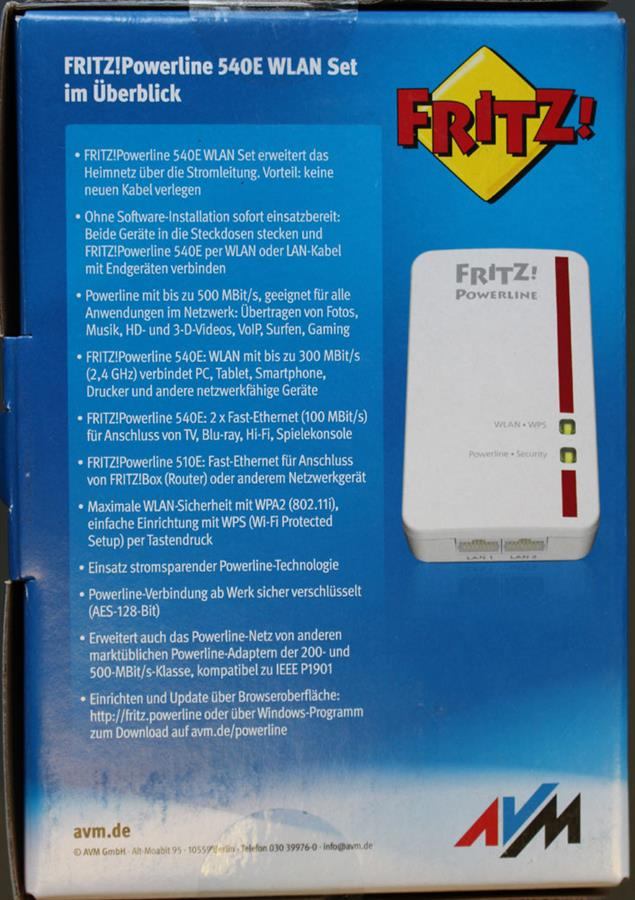 FRITZ!Powerline 540E WLAN Set
im Überblick
FRITZ!
• FRITZ!Powerline 540E WLAN Set erweitert das
Heimnetz über die Stromleitung. Vorteil: keine
neuen Kabel verlegen
• Ohne Software-Installation sofort einsatzbereit:
Beide Geräte in die Steckdosen stecken und
FRITZ!Powerline 540E per WLAN oder LAN-Kabel
mit Endgeräten verbinden
• Powerline mit bis zu 500 MBit/s, geeignet für alle
Anwendungen im Netzwerk: Übertragen von Fotos,
Musik, HD- und 3-D-Videos, VoIP, Surfen, Gaming
• FRITZ!Powerline 540E: WLAN mit bis zu 300 MBit/s
(2,4 GHz) verbindet PC, Tablet, Smartphone,
Drucker und andere netzwerkfähige Geräte
• FRITZ!Powerline 540E: 2 x Fast-Ethernet (100 MBit/s)
für Anschluss von TV, Blu-ray, Hi-Fi, Spielekonsole
• FRITZ!Powerline 510E: Fast-Ethernet für Anschluss
von FRITZ!Box (Router) oder anderem Netzwerkgerät
• Maximale WLAN-Sicherheit mit WPA2 (802.11i),
einfache Einrichtung mit WPS (Wi-Fi Protected
Setup) per Tastendruck
• Einsatz stromsparender Powerline-Technologie
• Powerline-Verbindung ab Werk sicher verschlüsselt
(AES-128-Bit)
• Erweitert auch das Powerline-Netz von anderen
marktüblichen Powerline-Adaptern der 200- und
500-MBit/s-Klasse, kompatibel zu IEEE P1901
• Einrichten und Update über Browseroberfläche:
http://fritz.powerline oder über Windows-Programm
zum Download auf avm.de/powerline
FRITZ!
POWERLINE
WLAN • WPS
Powerline • Security
LAN 1 LAN 2
avm.de
© AVM GmbH · Alt-Moabit 95 · 10559 Berlin · Telefon 030 39976-0 · info@avm.de
AVM